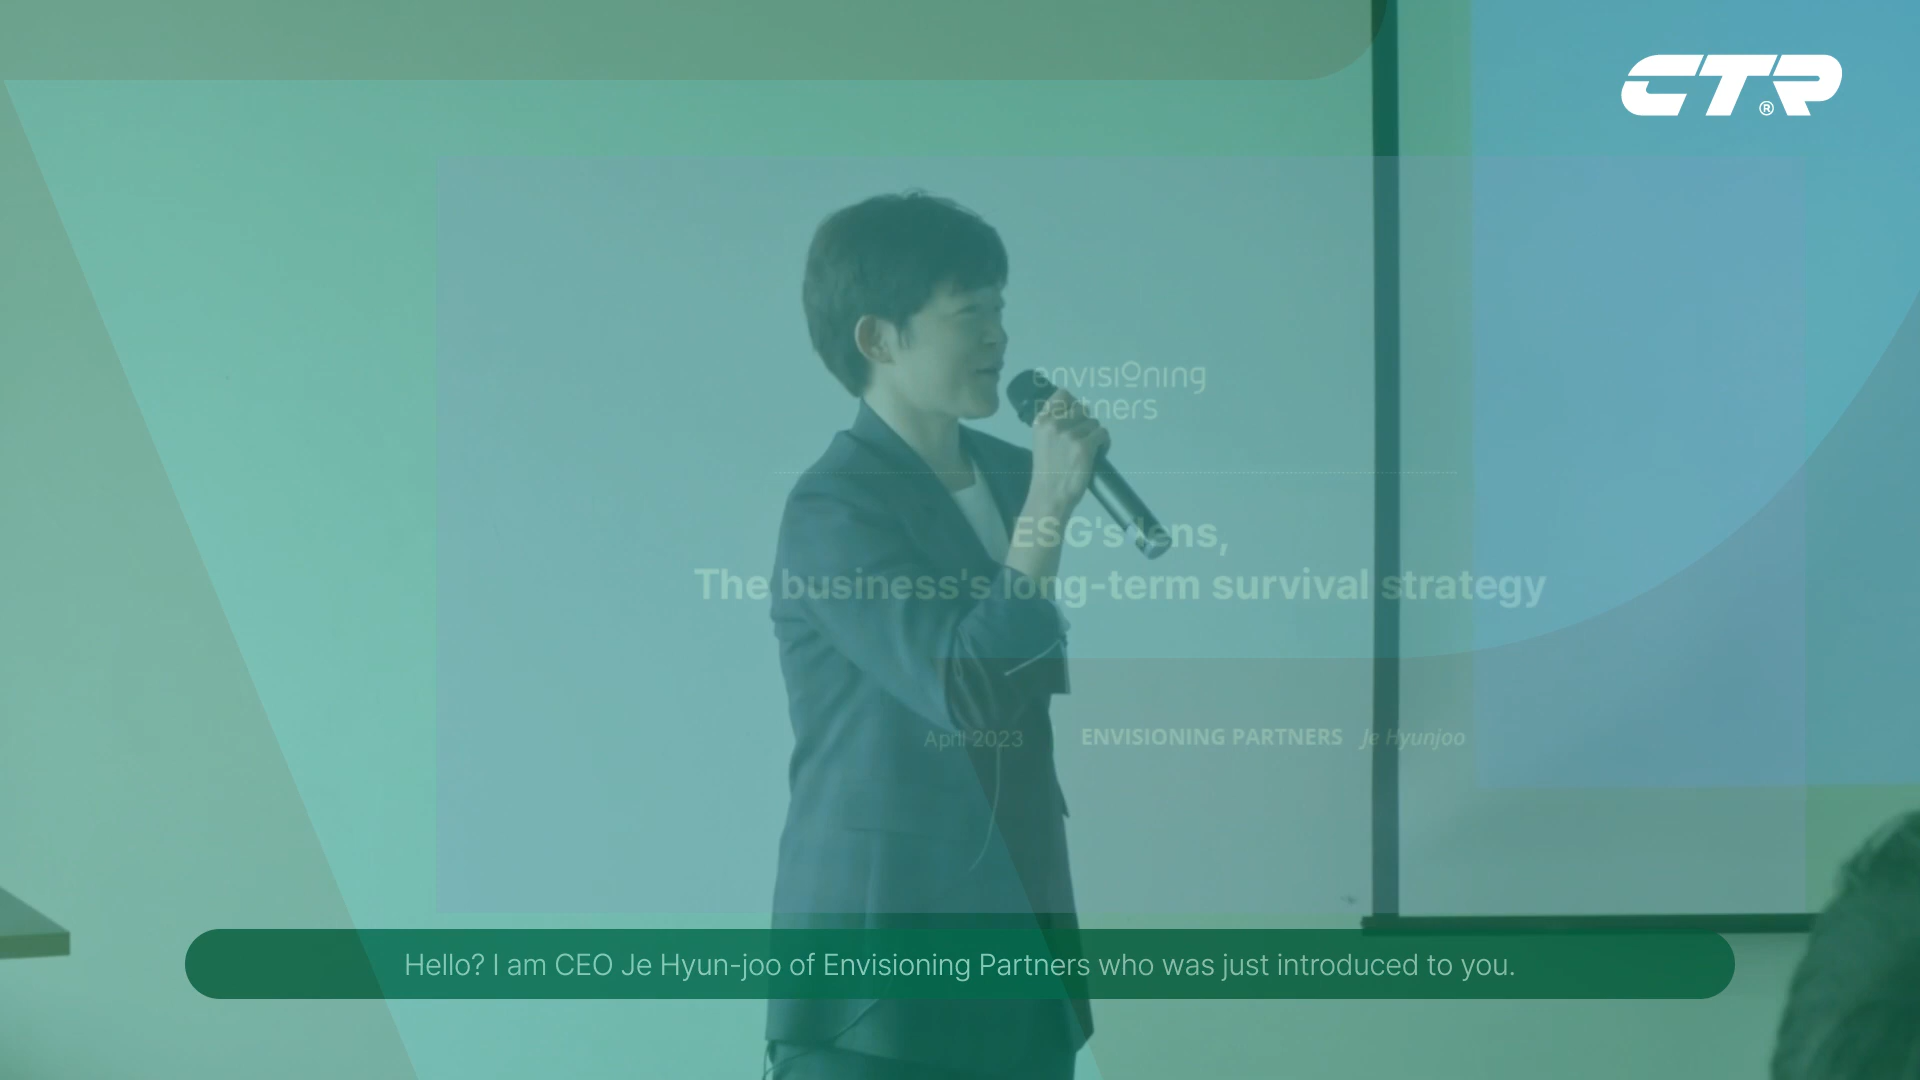 CTR®
envisioning
partners
ESG's lens,
The business's long-term survival strategy
April 2023 ENVISIONING PARTNERS Je Hyunjoo
Hello? I am CEO Je Hyun-joo of Envisioning Partners who was just introduced to you.